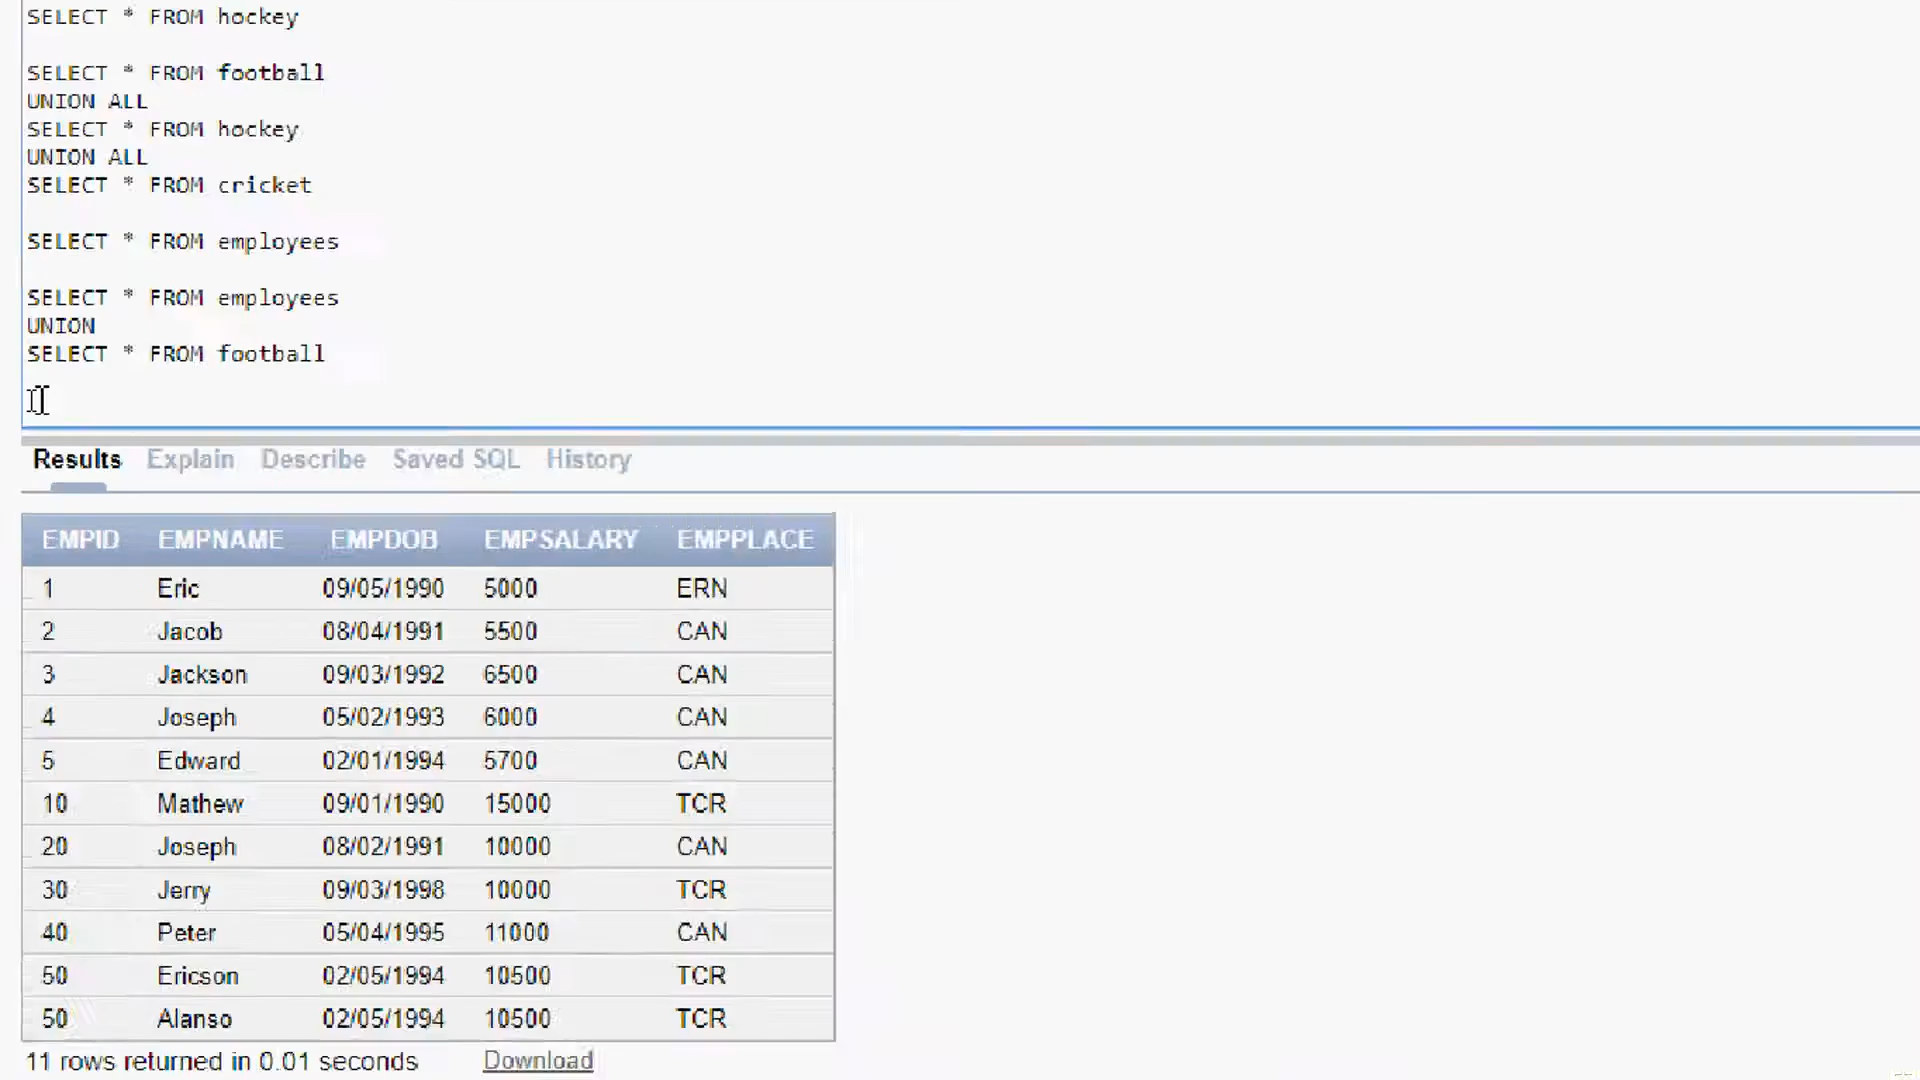 SELECT * FROM hockey
SELECT * FROM football
UNION ALL
SELECT * FROM hockey
UNION ALL
SELECT * FROM cricket
SELECT * FROM employees
SELECT * FROM employees
UNION
SELECT * FROM football
Results Explain Describe Saved SQL History
EMPID EMPNAME EMPDOB EMPSALARY EMPPLACE
1 Eric 09/05/1990 5000 ERN
2 Jacob 08/04/1991 5500 CAN
3 Jackson 09/03/1992 6500 CAN
4 Joseph 05/02/1993 6000 CAN
5 Edward 02/01/1994 5700 CAN
10 Mathew 09/01/1990 15000 TCR
20 Joseph 08/02/1991 10000 CAN
30 Jerry 09/03/1998 10000 TCR
40 Peter 05/04/1995 11000 CAN
50 Ericson 02/05/1994 10500 TCR
50 Alanso 02/05/1994 10500 TCR
11 rows returned in 0.01 seconds Download